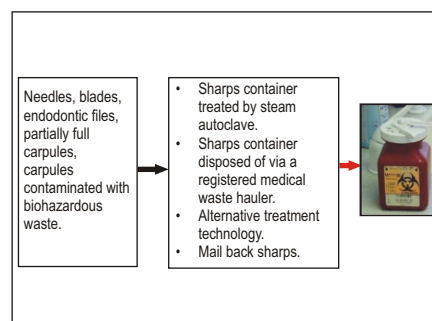 Needles, blades,
endodontic files,
partially full
carpules,
carpules
contaminated with
biohazardous
waste.
• Sharps container
treated by steam
autoclave.
• Sharps container
disposed of via a
registered medical
waste hauler.
• Alternative treatment
technology.
• Mail back sharps.